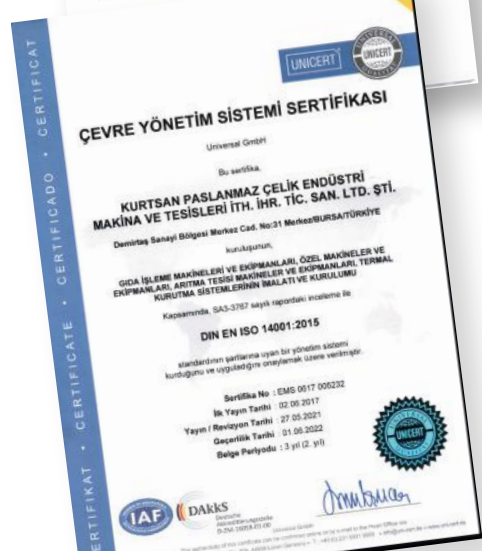 UNICERT
UNICERT
ÇEVRE YÖNETİM SİSTEMİ SERTİFİKASI
Universal GmbH
Bu sertifika,
KURTSAN PASLANMAZ ÇELİK ENDÜSTRİ
MAKİNA VE TESİSLERİ İTH. İHR. TİC. SAN. LTD. ŞTİ.
Demirtaş Sanayi Bölgesi Merkez Cad. No:31 Merkez/BURSA/TÜRKİYE
kuruluşunun,
GIDA İŞLEME MAKİNELERİ VE EKİPMANLARI, ÖZEL MAKİNELER VE
EKİPMANLARI, ARITMA TESİSİ MAKİNELER VE EKİPMANLARI, TERMAL
KURUTMA SİSTEMLERİNİN İMALATI VE KURULUMU
Kapsamında, SA3-3767 sayılı rapordaki inceleme ile
DIN EN ISO 14001:2015
standardının şartlarına uyan bir yönetim sistemi
kurduğunu ve uyguladığını onaylamak üzere verilmiştir.
Sertifika No : EMS 0617 005232
İlk Yayın Tarihi : 02.06.2017
Yayın / Revizyon Tarihi : 27.05.2021
Geçerlilik Tarihi : 01.06.2022
Belge Periyodu : 3 yıl (2. yıl)
UNICERT
IAF
DAkkS
Deutsche
Akkreditierungsstelle
CERTIFIKAT • CERTIFICATE • CERTIFICADO • CERTIFICAT